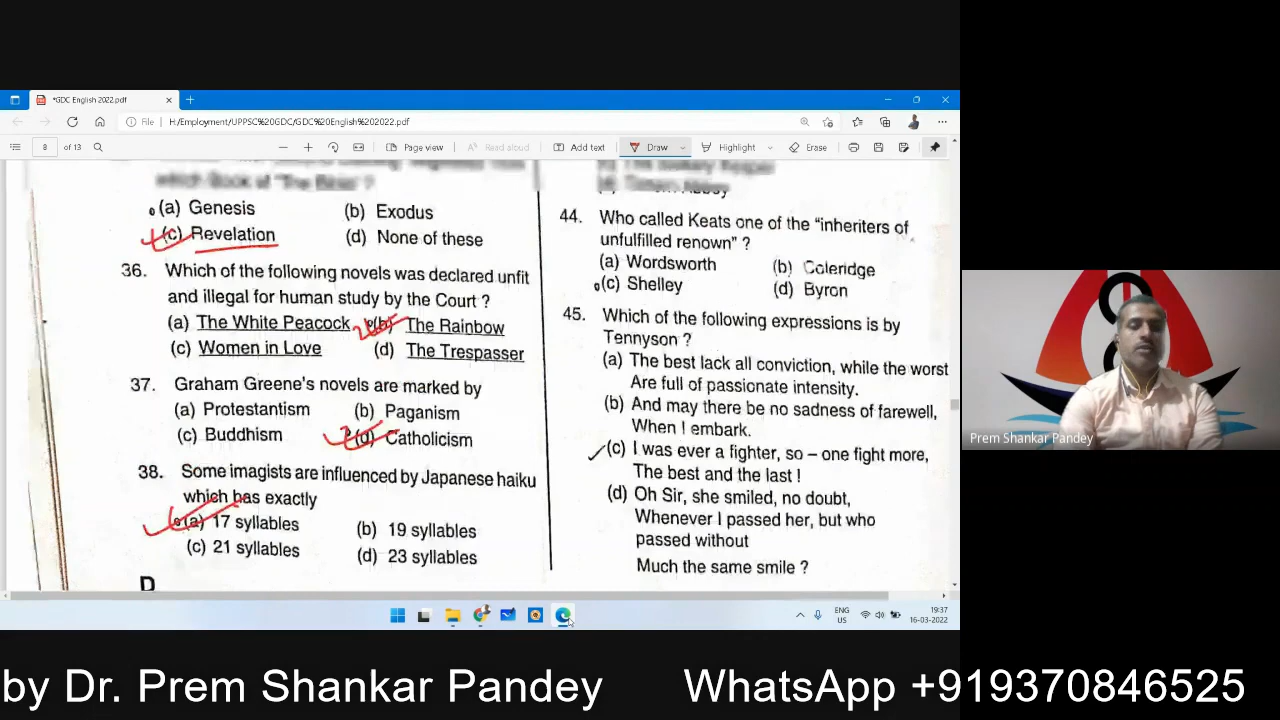 *GDC English 2022.pdf
File
H:/Employment/UPPSC%20GDC/GDC%20English%202022.pdf
8 of 13
Page view
Read aloud
Add text
Draw
Highlight
Erase
which Book of "The Bible" ?
(a) Genesis (b) Exodus
(c) Revelation (d) None of these
36. Which of the following novels was declared unfit
and illegal for human study by the Court ?
(a) The White Peacock (b) The Rainbow
(c) Women in Love (d) The Trespasser
37. Graham Greene's novels are marked by
(a) Protestantism (b) Paganism
(c) Buddhism (d) Catholicism
38. Some imagists are influenced by Japanese haiku
which has exactly
(a) 17 syllables (b) 19 syllables
(c) 21 syllables (d) 23 syllables
D
44. Who called Keats one of the "inheriters of
unfulfilled renown" ?
(a) Wordsworth (b) Coleridge
(c) Shelley (d) Byron
45. Which of the following expressions is by
Tennyson ?
(a) The best lack all conviction, while the worst
Are full of passionate intensity.
(b) And may there be no sadness of farewell,
When I embark.
(c) I was ever a fighter, so – one fight more,
The best and the last !
(d) Oh Sir, she smiled, no doubt,
Whenever I passed her, but who
passed without
Much the same smile ?
Prem Shankar Pandey
ENG
US
19:37
16-03-2022
by Dr. Prem Shankar Pandey WhatsApp +919370846525